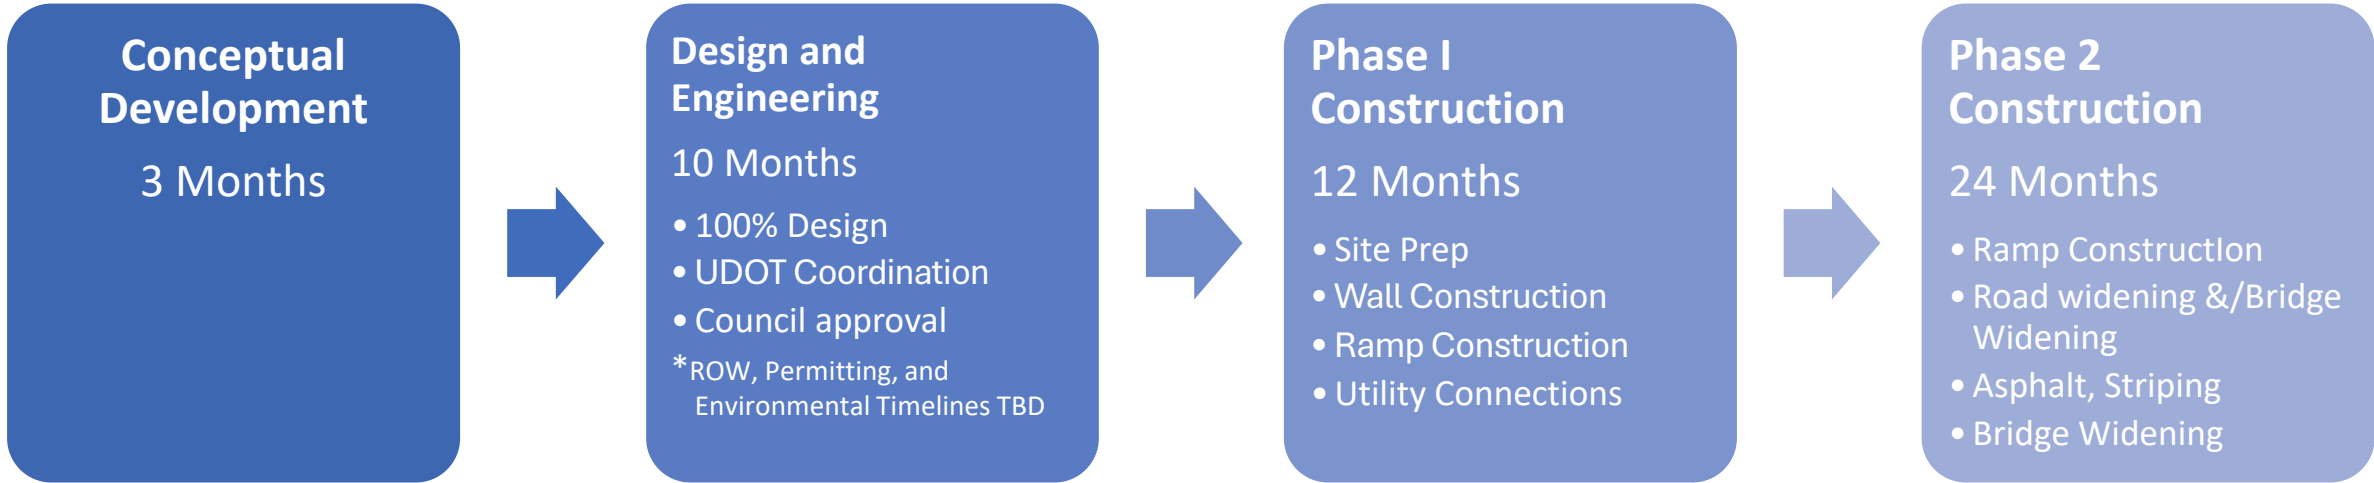 Conceptual
Development
3 Months
Design and
Engineering
10 Months
• 100% Design
• UDOT Coordination
• Council approval
*ROW, Permitting, and
Environmental Timelines TBD
Phase I
Construction
12 Months
• Site Prep
• Wall Construction
• Ramp Construction
• Utility Connections
Phase 2
Construction
24 Months
• Ramp ConstructIon
• Road widening &/Bridge
Widening
• Asphalt, Striping
• Bridge Widening